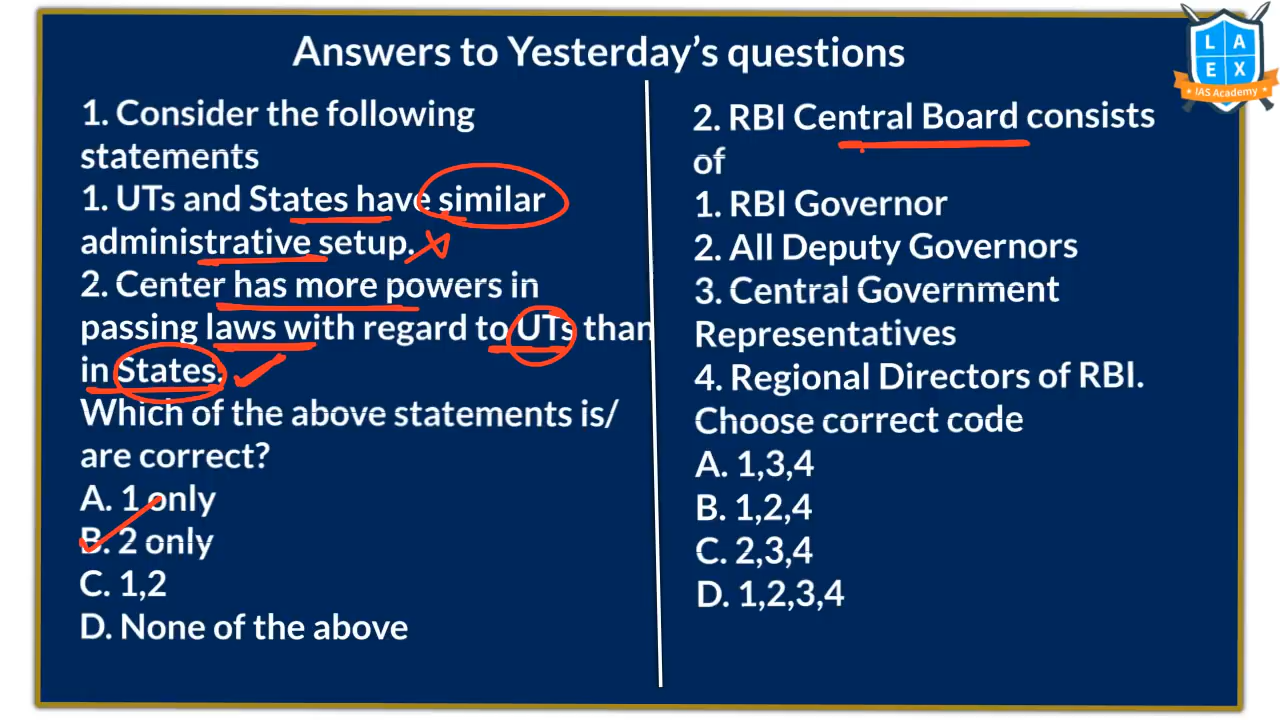 Answers to Yesterday's questions
1. Consider the following
statements
1. UTs and States have similar
administrative setup.
2. Center has more powers in
passing laws with regard to UTs than
in States.
Which of the above statements is/
are correct?
A. 1 only
B. 2 only
C. 1,2
D. None of the above
2. RBI Central Board consists
of
1. RBI Governor
2. All Deputy Governors
3. Central Government
Representatives
4. Regional Directors of RBI.
Choose correct code
A. 1,3,4
B. 1,2,4
C. 2,3,4
D. 1,2,3,4
L A
E X
IAS Academy